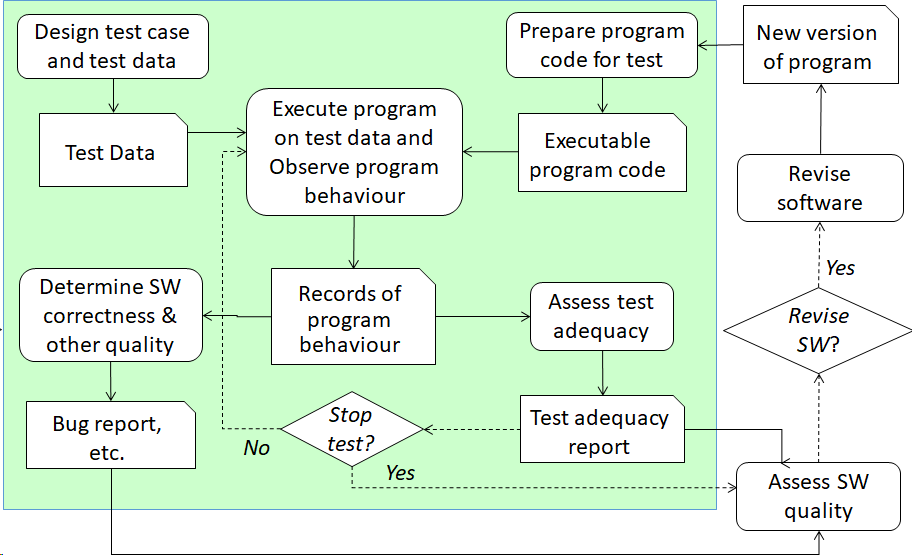 Design test case
and test data
Prepare program
code for test
New version
of program
Execute program
on test data and
Observe program
behaviour
Test Data
Executable
program code
Revise
software
Yes
Determine SW
correctness &
other quality
Records of
program
behaviour
Assess test
adequacy
Revise
SW?
Bug report,
etc.
Stop
test?
Test adequacy
report
No
Yes
Assess SW
quality